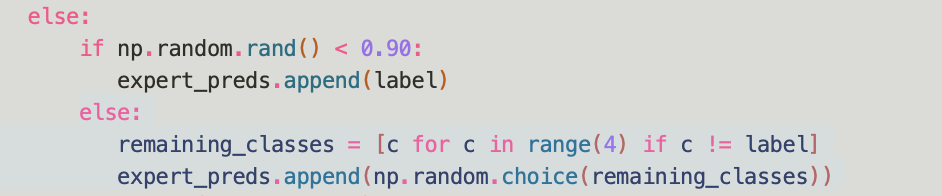 else:
if np.random.rand() < 0.90:
expert_preds.append(label)
else:
remaining_classes = [c for c in range(4) if c != label]
expert_preds.append(np.random.choice(remaining_classes))